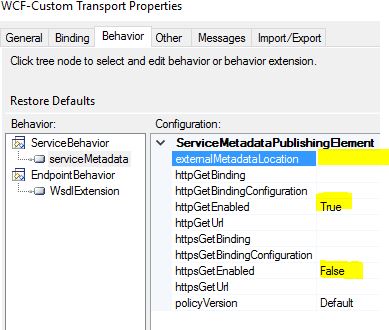 WCF-Custom Transport Properties
General Binding Behavior Other Messages Import/Export
Click tree node to select and edit behavior or behavior extension.
Restore Defaults
Behavior:
ServiceBehavior
serviceMetadata
EndpointBehavior
WsdlExtension
Configuration:
ServiceMetadataPublishingElement
externalMetadataLocation
httpGetBinding
httpGetBindingConfiguration
httpGetEnabled True
httpGetUrl
httpsGetBinding
httpsGetBindingConfiguration
httpsGetEnabled False
httpsGetUrl
policyVersion Default